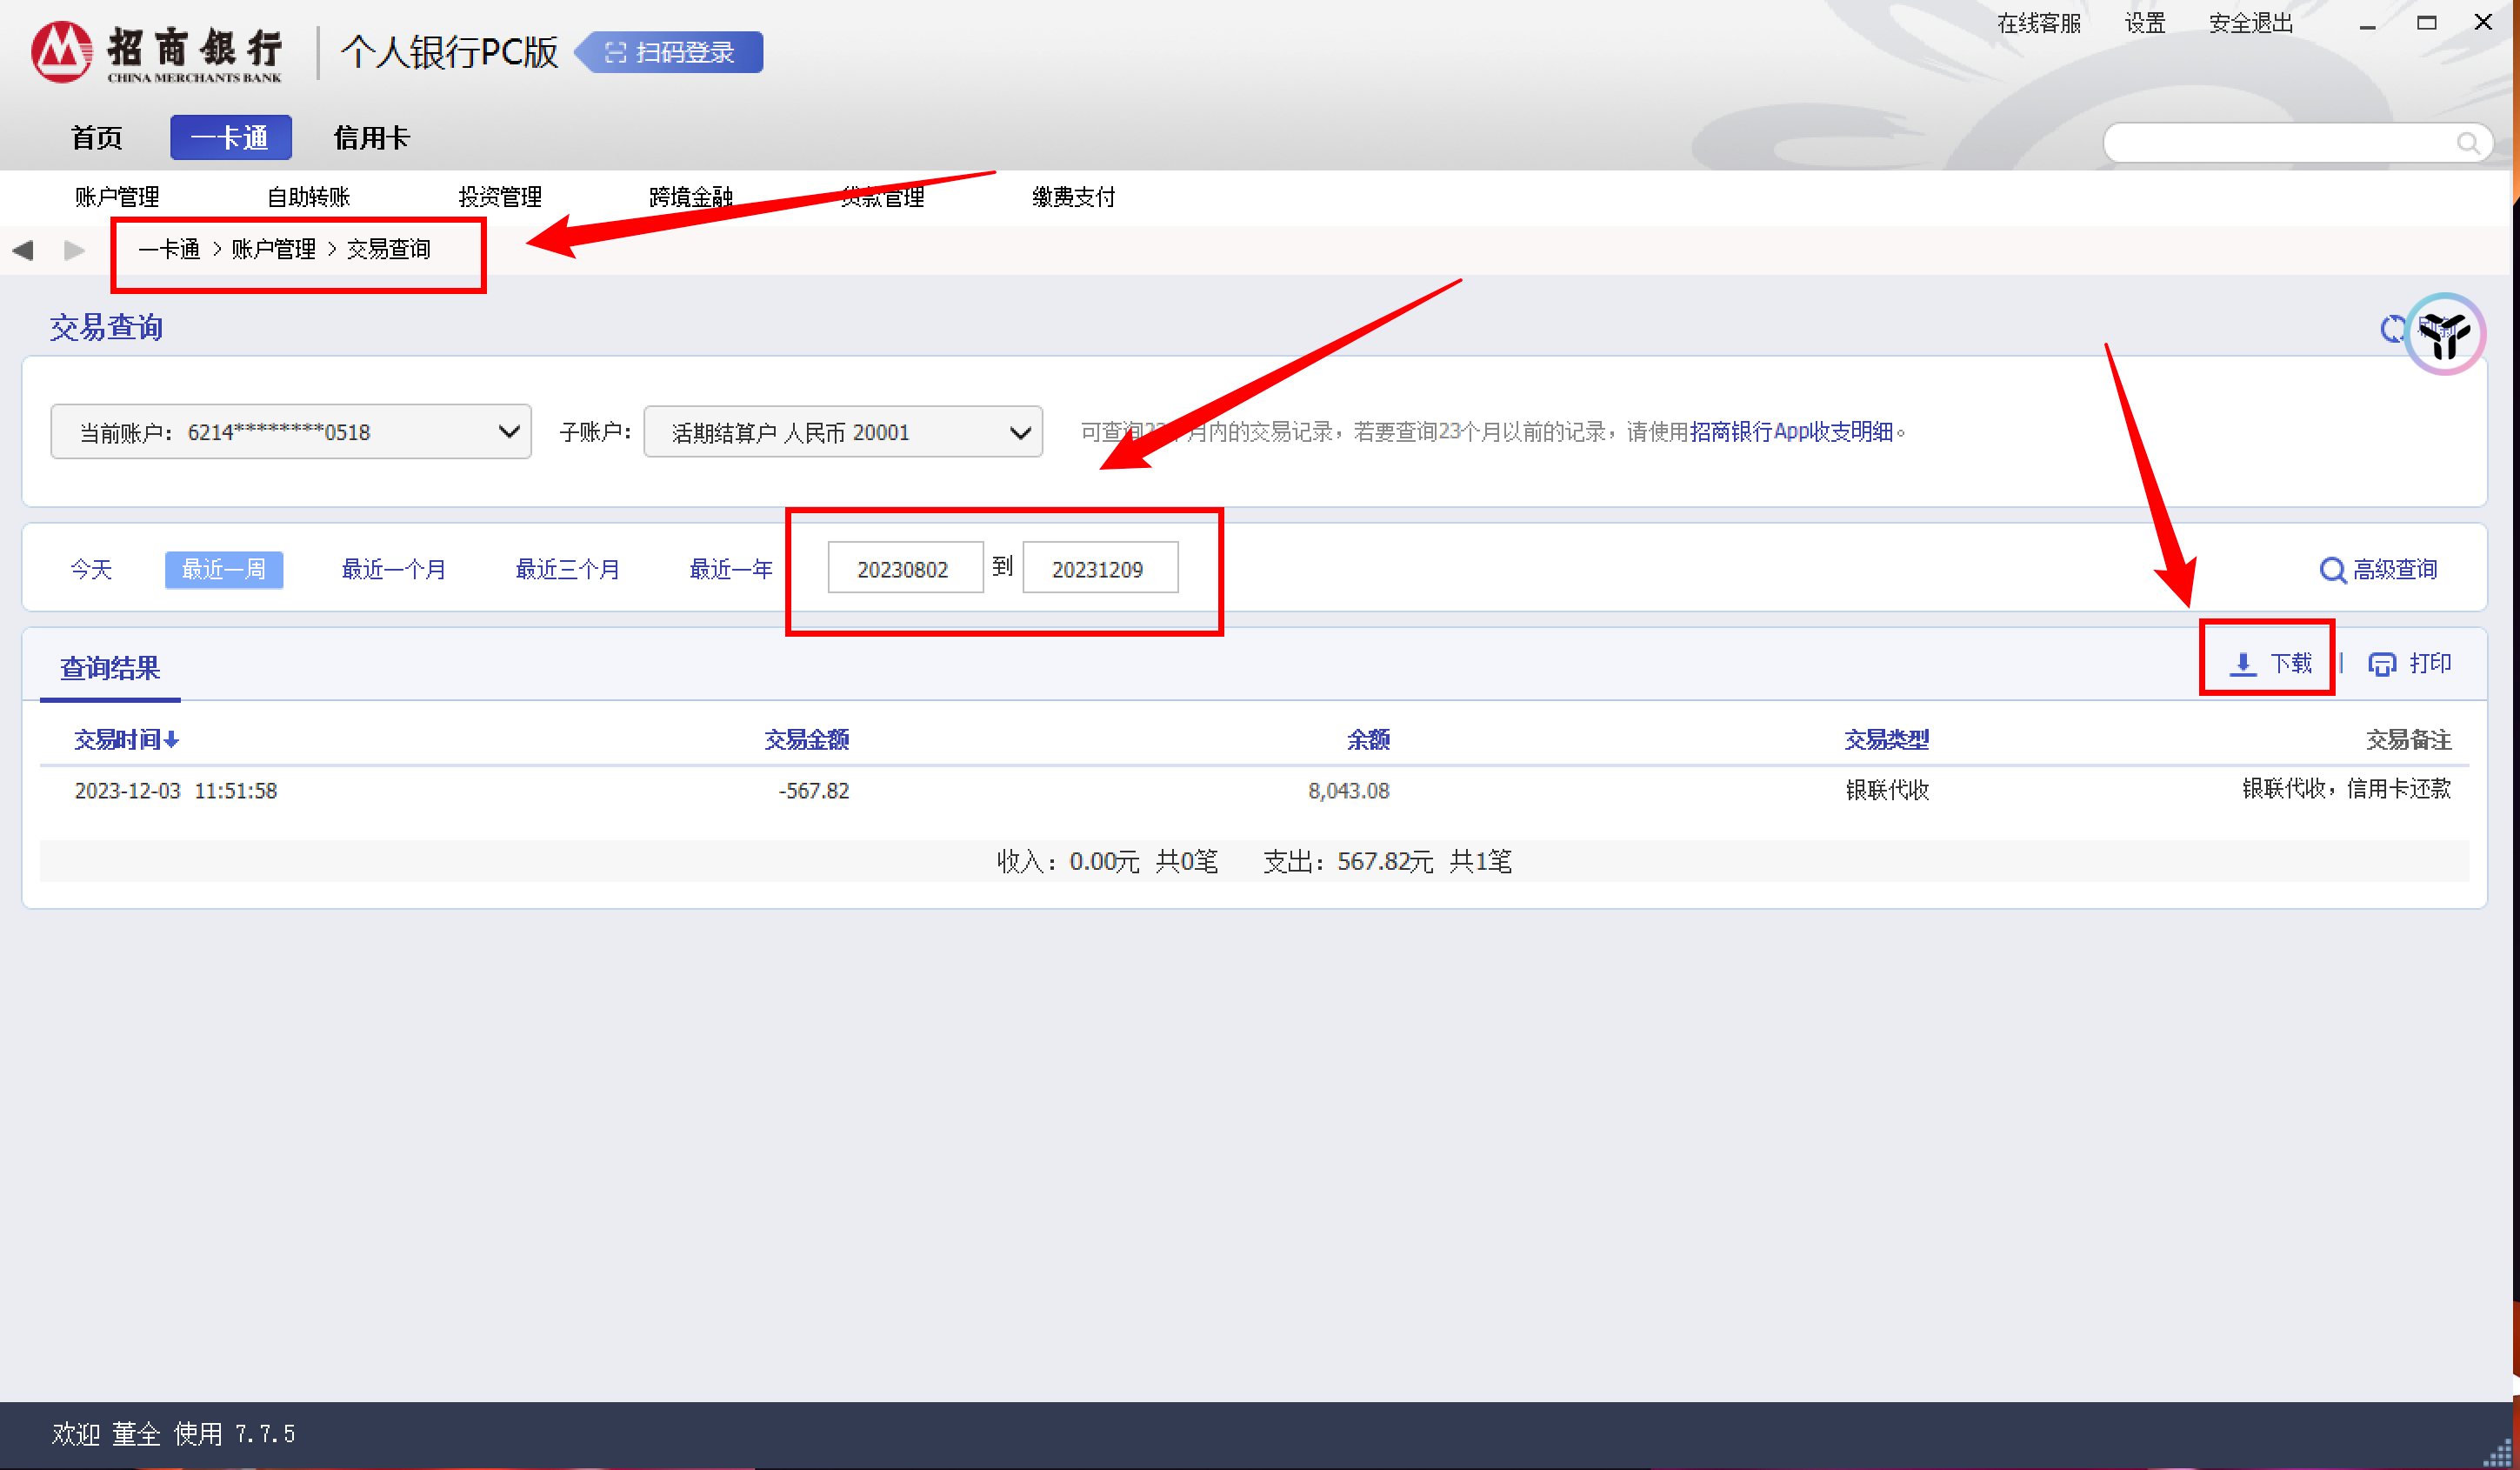 招商银行
CHINA MERCHANTS BANK
个人银行PC版
扫码登录
在线客服 设置 安全退出
首页 一卡通 信用卡
账户管理 自助转账 投资管理 跨境金融 贷款管理 缴费支付
一卡通 > 账户管理 > 交易查询
交易查询
当前账户: 6214********0518 子账户: 活期结算户 人民币 20001 可查询 个月内的交易记录，若要查询23个月以前的记录，请使用招商银行App收支明细。
今天 最近一周 最近一个月 最近三个月 最近一年 20230802 到 20231209 高级查询
查询结果 下载 | 打印
交易时间 交易金额 余额 交易类型 交易备注
2023-12-03 11:51:58 -567.82 8,043.08 银联代收 银联代收，信用卡还款
收入: 0.00元 共0笔 支出: 567.82元 共1笔
欢迎 董全 使用 7.7.5